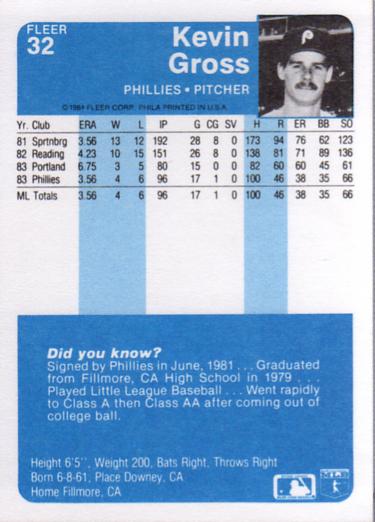 FLEER
32
Kevin
Gross
PHILLIES • PITCHER
© 1984 FLEER CORP. PHILA PRINTED IN U.S.A.
P
Yr. Club ERA W L IP G CG SV H R ER BB SO
81 Sprtnbrg 3.56 13 12 192 28 8 0 173 94 76 62 123
82 Reading 4.23 10 15 151 26 8 0 138 81 71 89 136
83 Portland 6.75 3 5 80 15 0 0 82 60 60 45 61
83 Phillies 3.56 4 6 96 17 1 0 100 46 38 35 66
ML Totals 3.56 4 6 96 17 1 0 100 46 38 35 66
Did you know?
Signed by Phillies in June, 1981 . . . Graduated
from Fillmore, CA High School in 1979 . . .
Played Little League Baseball . . . Went rapidly
to Class A then Class AA after coming out of
college ball.
Height 6'5'', Weight 200, Bats Right, Throws Right
Born 6-8-61, Place Downey, CA
Home Fillmore, CA
MLB